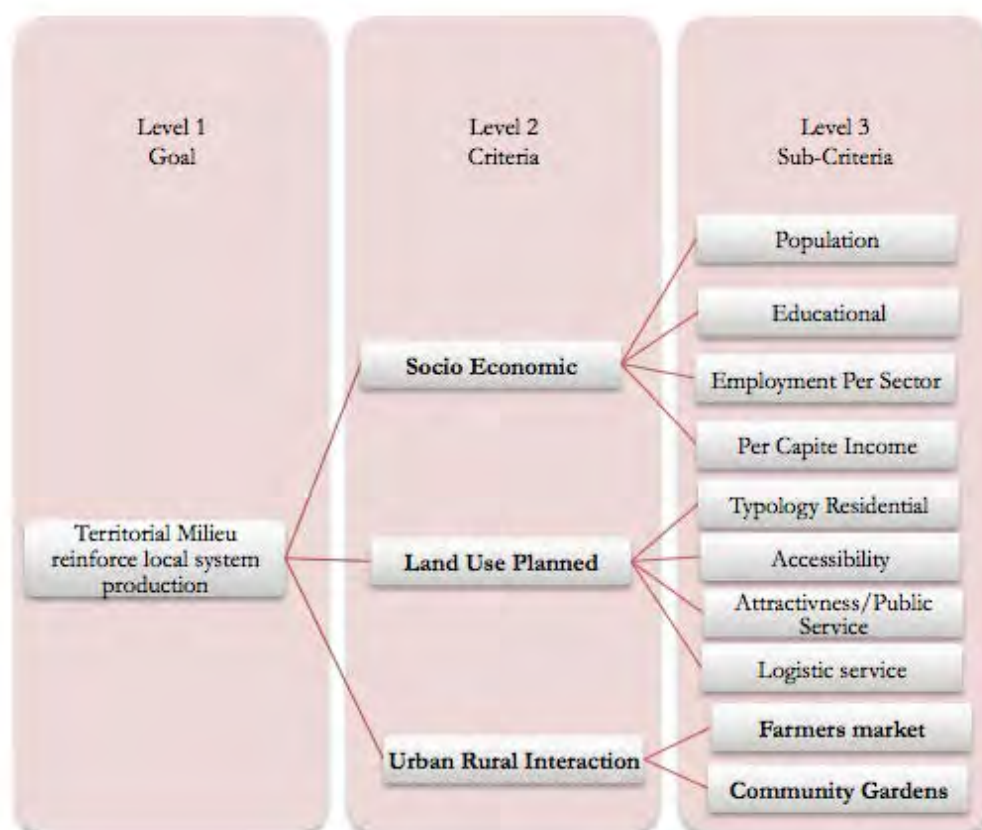 Level 1
Goal
Level 2
Criteria
Level 3
Sub-Criteria
Territorial Milieu
reinforce local system
production
Socio Economic
Land Use Planned
Urban Rural Interaction
Population
Educational
Employment Per Sector
Per Capite Income
Typology Residential
Accessibility
Attractivness/Public
Service
Logistic service
Farmers market
Community Gardens